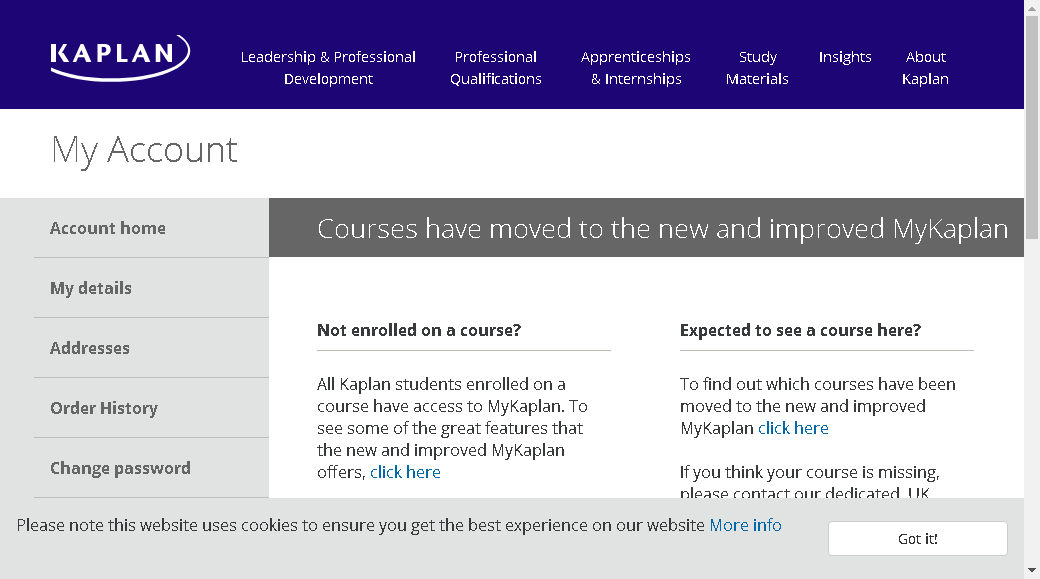 KAPLAN
Leadership & Professional
Development
Professional
Qualifications
Apprenticeships
& Internships
Study
Materials
Insights
About
Kaplan
My Account
Account home
My details
Addresses
Order History
Change password
Courses have moved to the new and improved MyKaplan
Not enrolled on a course?
All Kaplan students enrolled on a
course have access to MyKaplan. To
see some of the great features that
the new and improved MyKaplan
offers, click here
Expected to see a course here?
To find out which courses have been
moved to the new and improved
MyKaplan click here
If you think your course is missing,
please contact our dedicated UK
Please note this website uses cookies to ensure you get the best experience on our website More info
Got it!